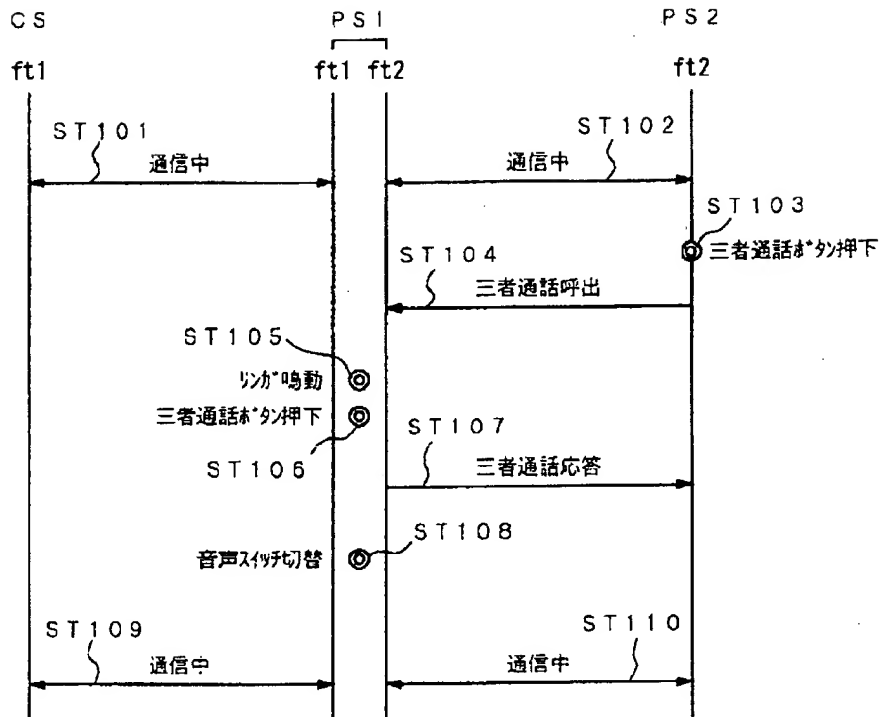 CS PS1 PS2
ft1 ft1 ft2 ft2
ST101 ST102
通信中 通信中
ST103
三者通話ボタン押下
ST104
三者通話呼出
ST105
リンガ鳴動
三者通話ボタン押下
ST106
ST107
三者通話応答
ST108
音声スイッチ切替
ST109 ST110
通信中 通信中